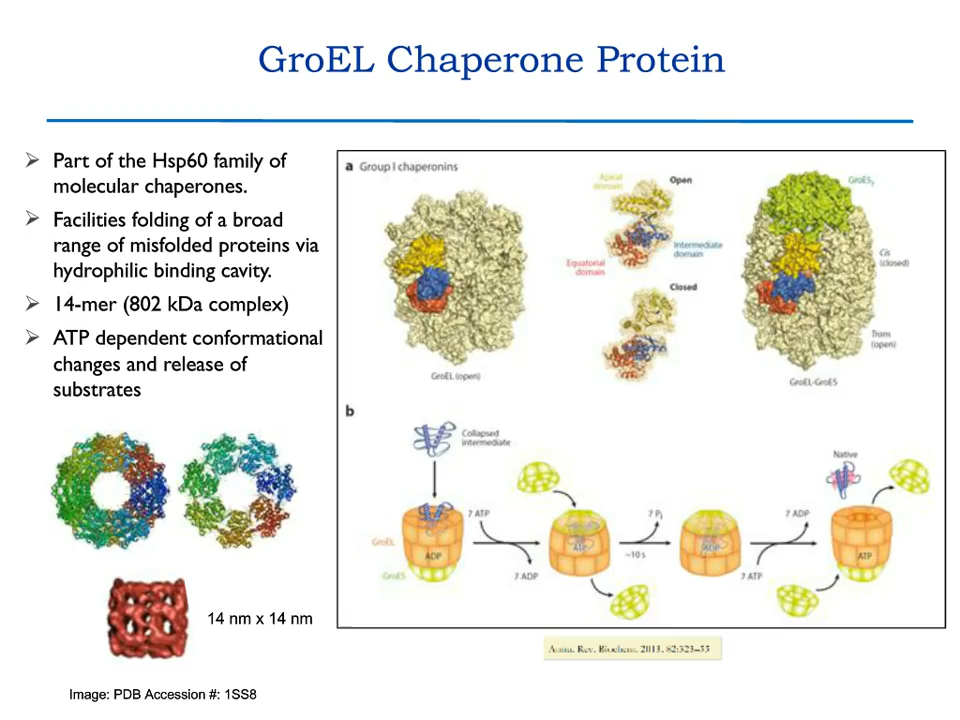 GroEL Chaperone Protein
Part of the Hsp60 family of
molecular chaperones.
Facilities folding of a broad
range of misfolded proteins via
hydrophilic binding cavity.
14-mer (802 kDa complex)
ATP dependent conformational
changes and release of
substrates
14 nm x 14 nm
Image: PDB Accession #: 1SS8
a Group I chaperonins
GroEL (open)
Apical
domain
Open
Intermediate
domain
Equatorial
domain
Closed
GroES7
Cis
(closed)
Trans
(open)
GroEL-GroES
b
Collapsed
intermediate
GroEL
GroES
ADP
7 ATP
7 ADP
ATP
7 Pi
~10 s
ADP
7 ADP
7 ATP
Native
ATP
Annu. Rev. Biochem. 2013. 82:323–55